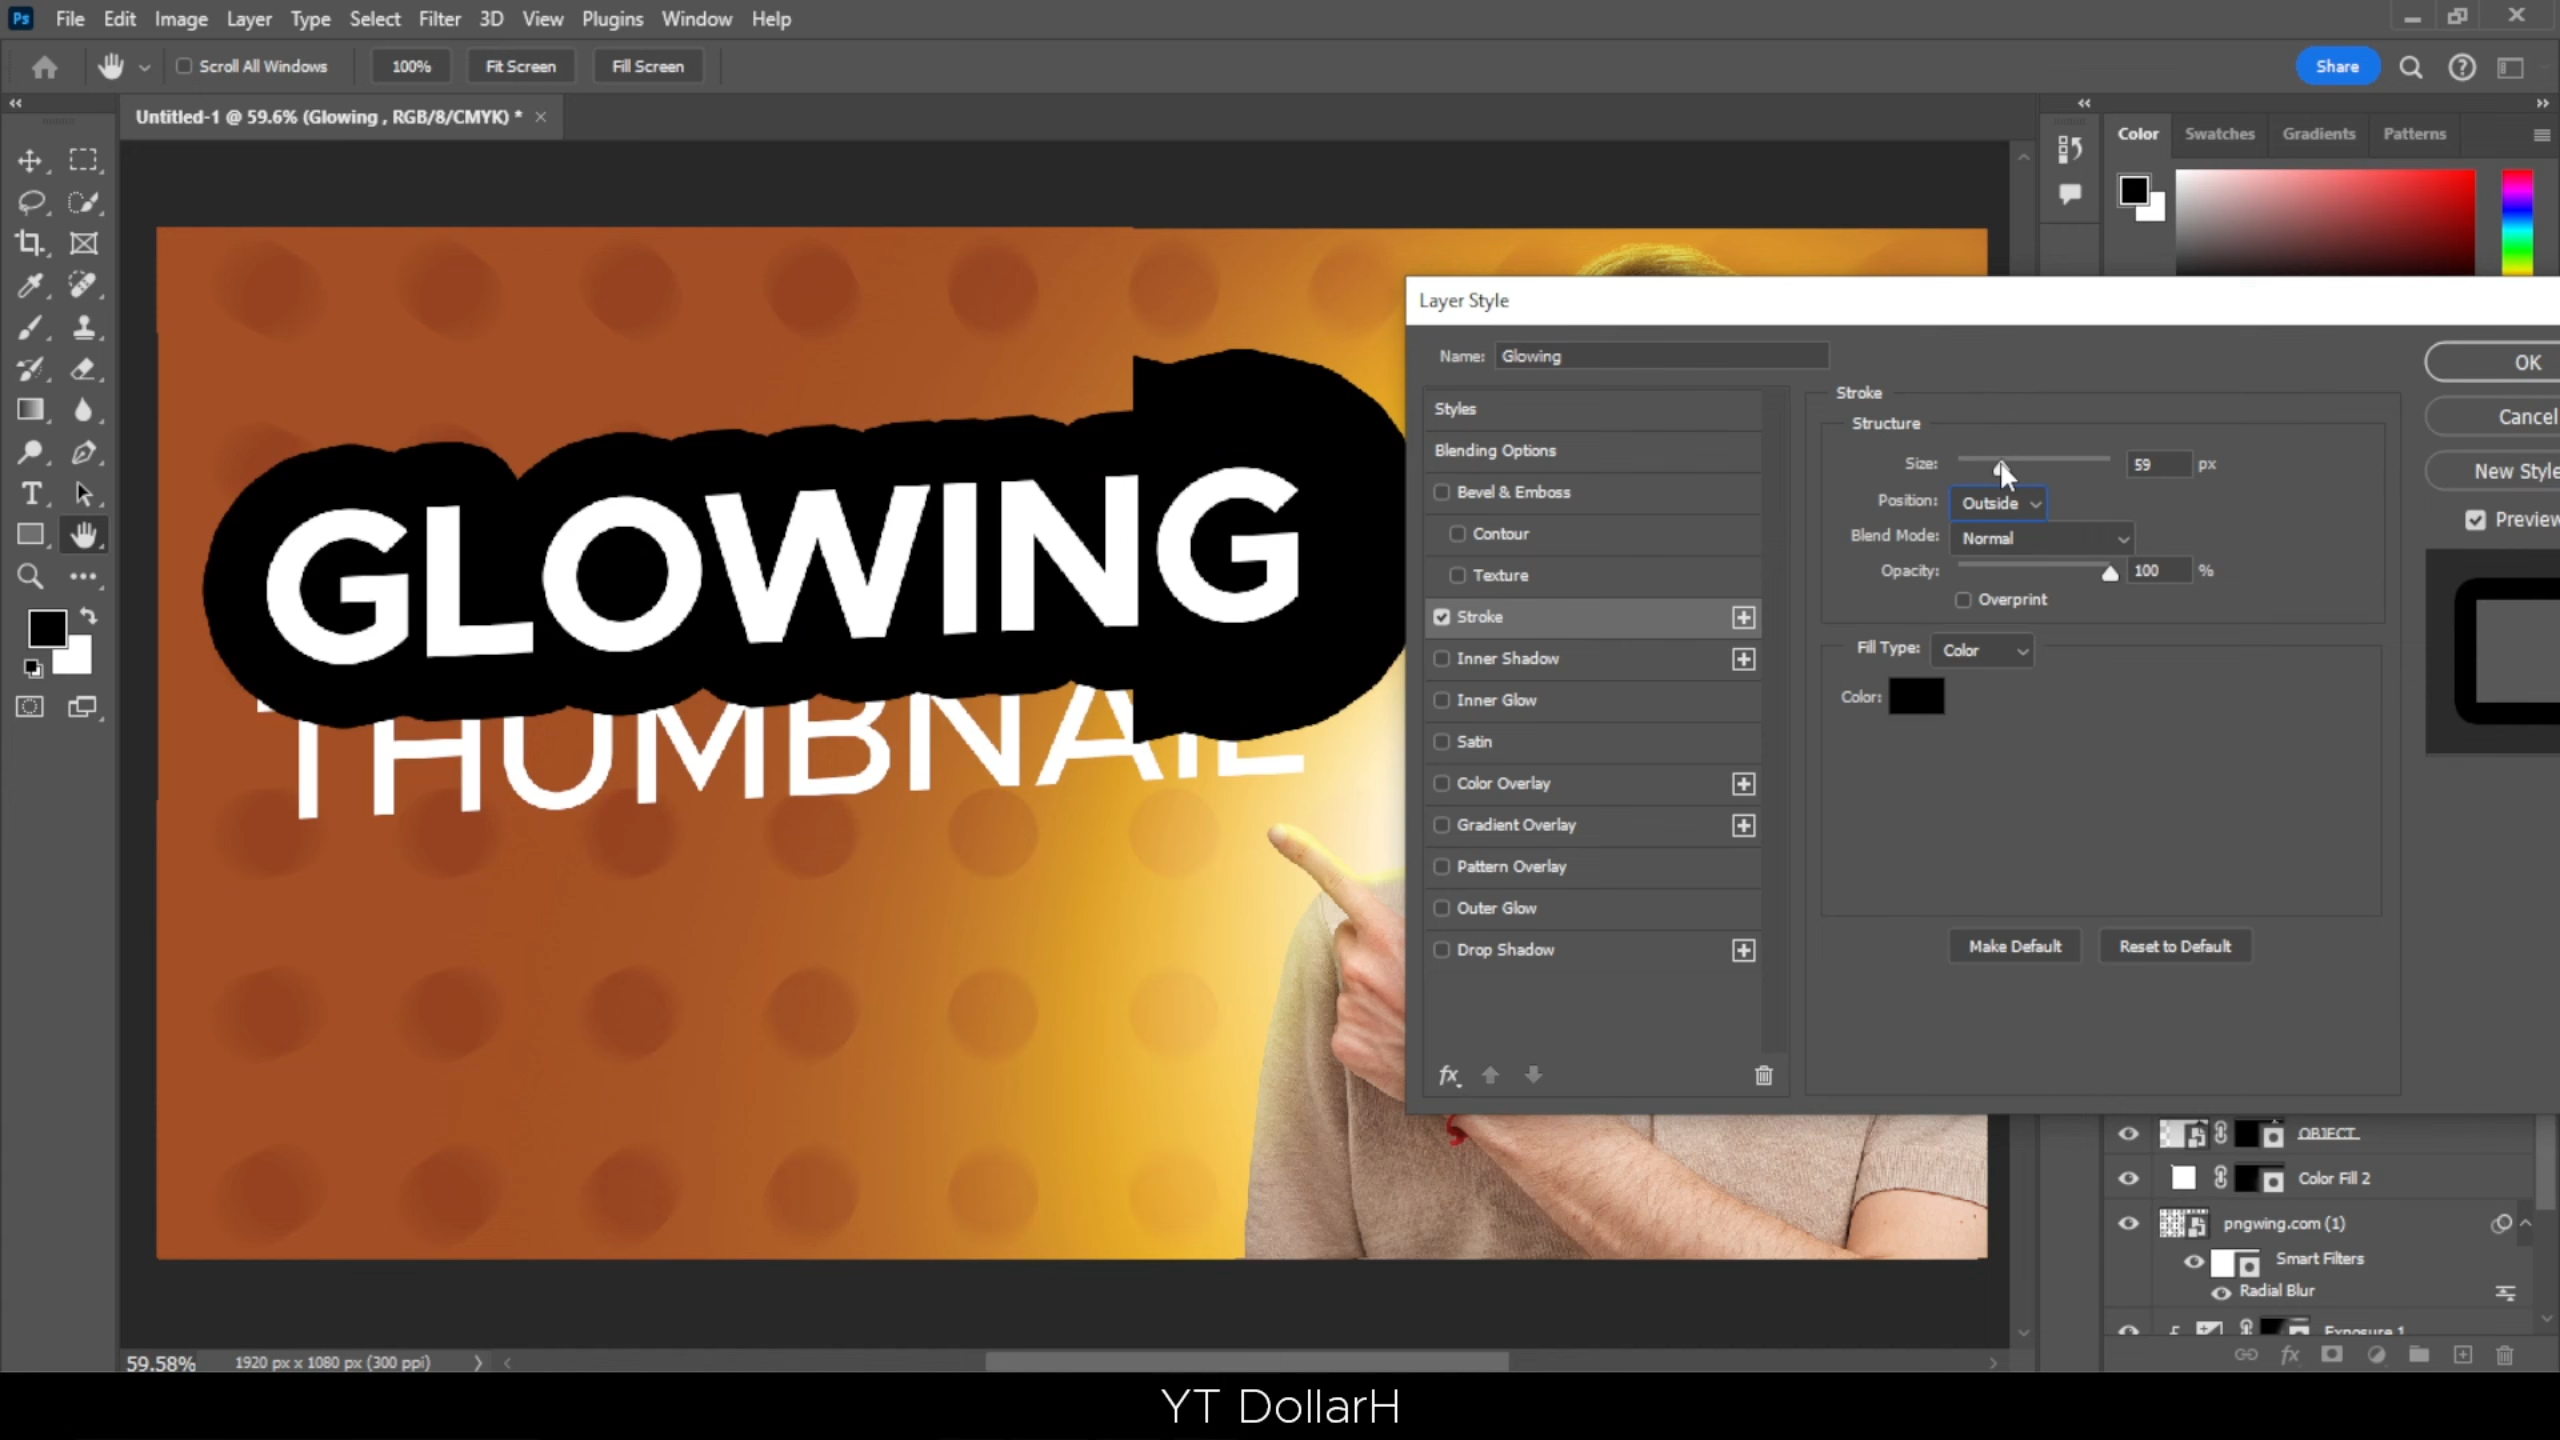 Ps File Edit Image Layer Type Select Filter 3D View Plugins Window Help
Scroll All Windows 100% Fit Screen Fill Screen Share
Untitled-1 @ 59.6% (Glowing , RGB/8/CMYK) *
Color Swatches Gradients Patterns
GLOWING
THUMBNAIL
Layer Style
Name: Glowing
Styles
Blending Options
Bevel & Emboss
Contour
Texture
Stroke
Inner Shadow
Inner Glow
Satin
Color Overlay
Gradient Overlay
Pattern Overlay
Outer Glow
Drop Shadow
fx
Stroke
Structure
Size: 59 px
Position: Outside
Blend Mode: Normal
Opacity: 100 %
Overprint
Fill Type: Color
Color:
Make Default Reset to Default
OK
Cancel
New Style
Preview
OBJECT
Color Fill 2
pngwing.com (1)
Smart Filters
Radial Blur
Exposure 1
fx
59.58% 1920 px x 1080 px (300 ppi)
YT DollarH